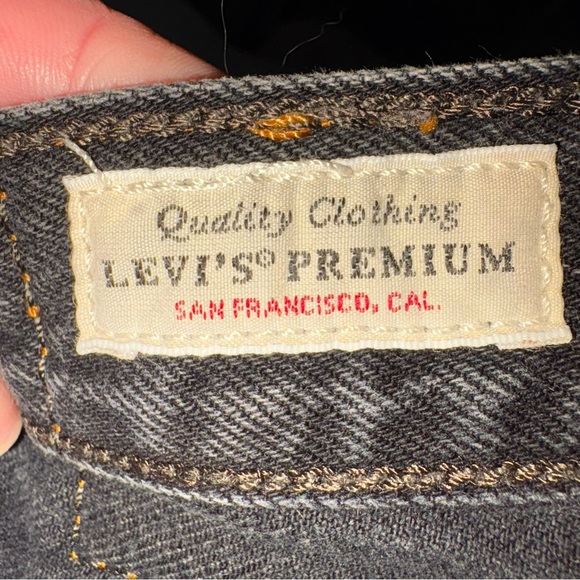 Quality Clothing
LEVI'S® PREMIUM
SAN FRANCISCO, CAL.